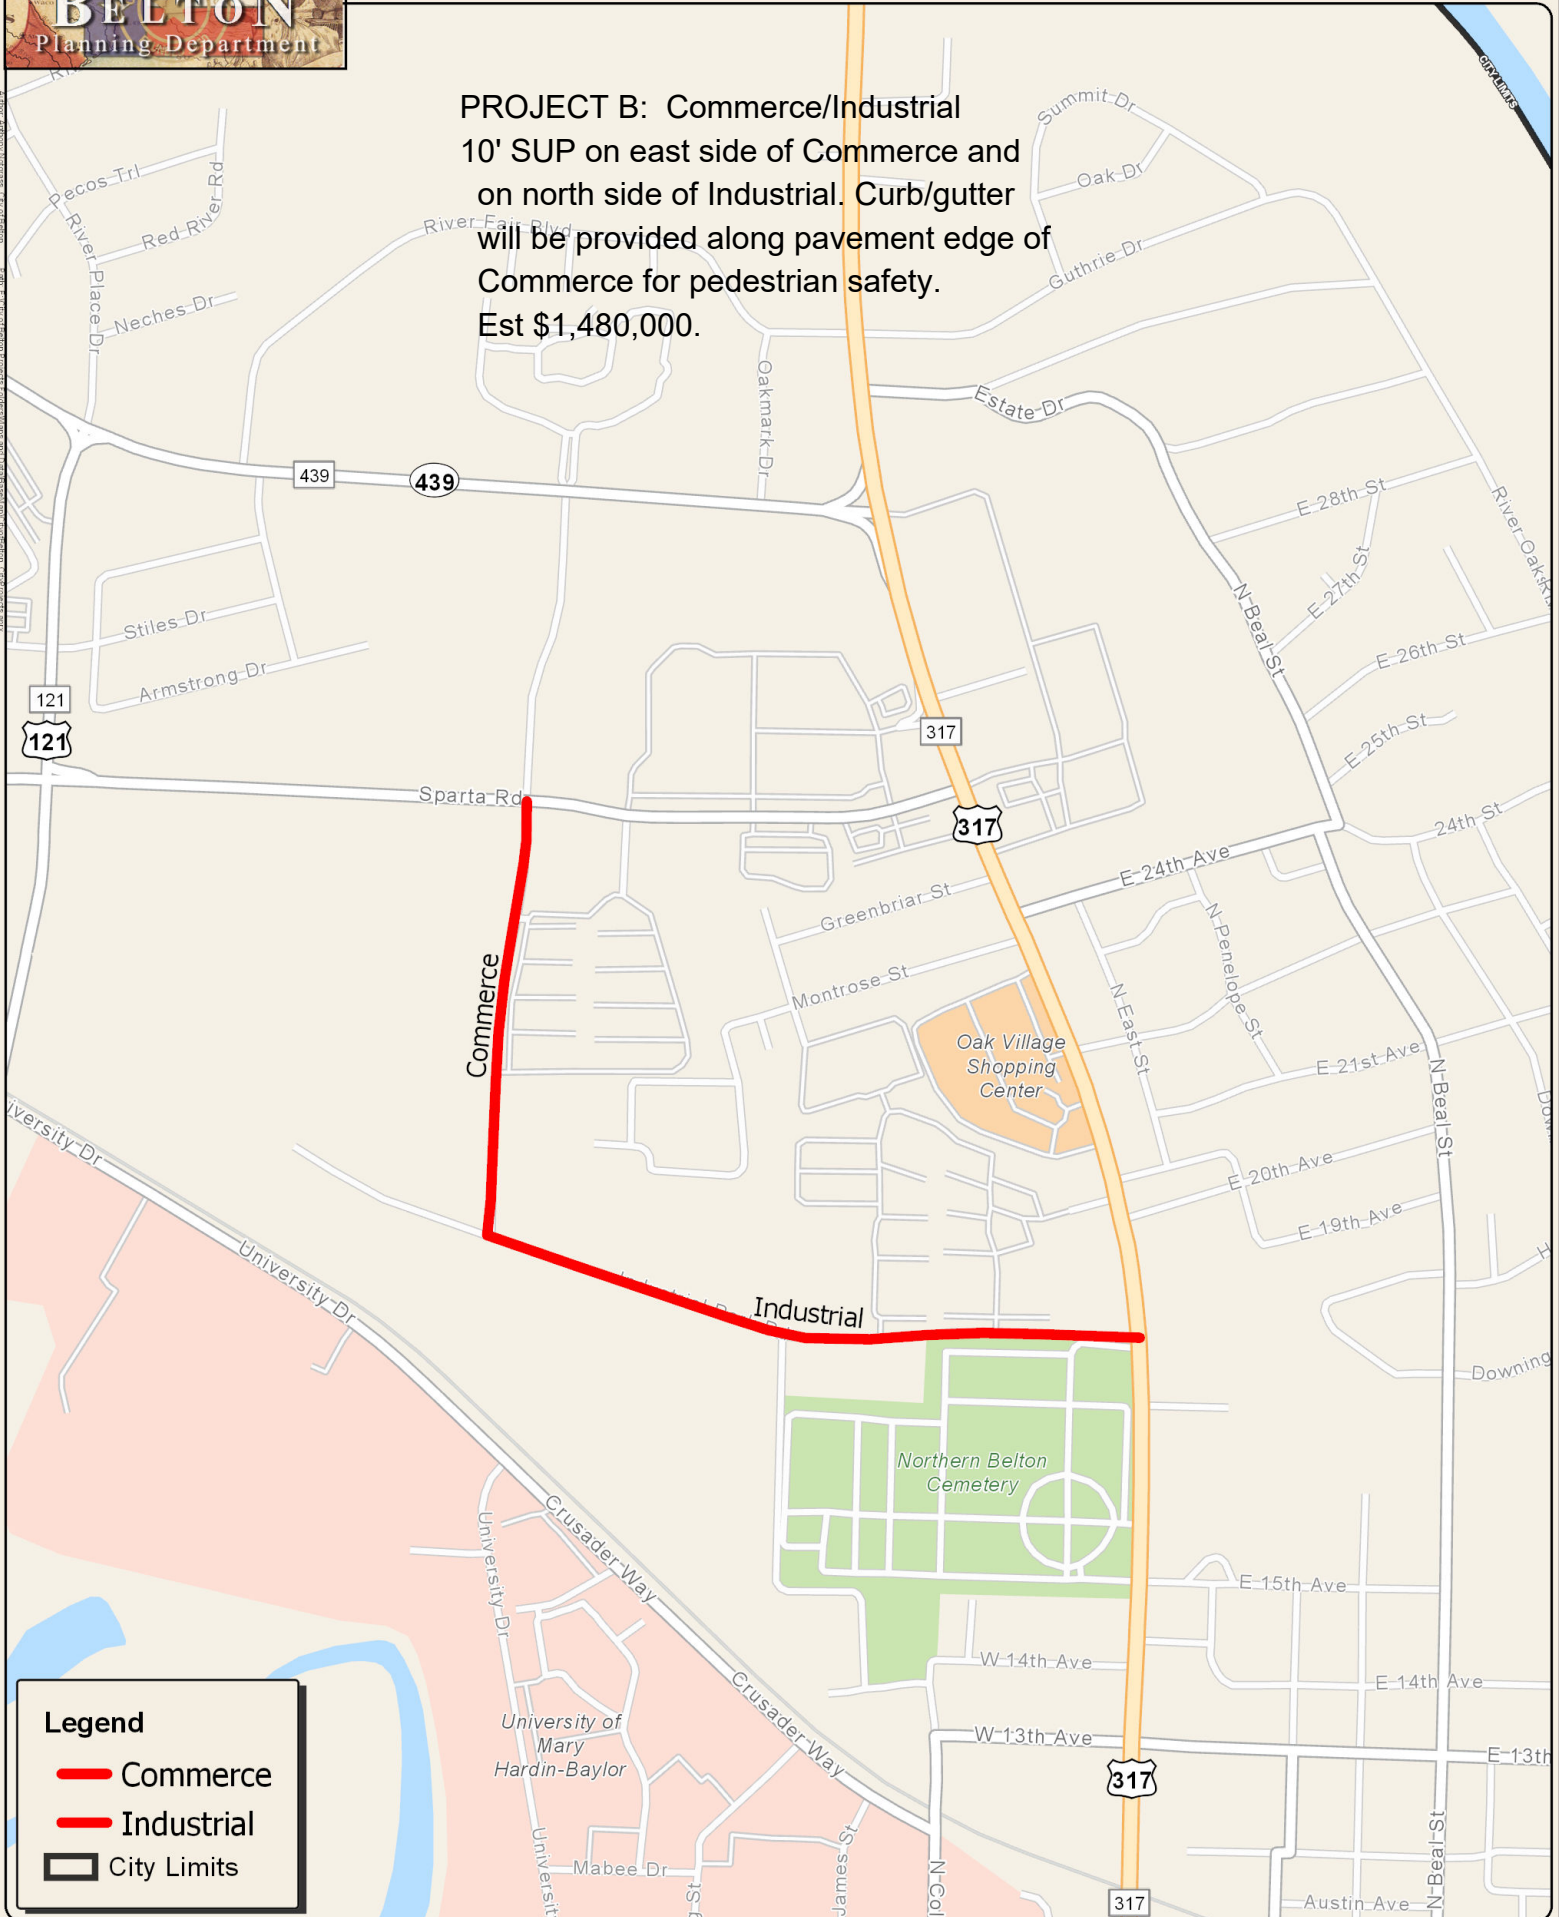 BELTON
Planning Department
CITY LIMITS
PROJECT B:  Commerce/Industrial
10' SUP on east side of Commerce and
on north side of Industrial. Curb/gutter
will be provided along pavement edge of
Commerce for pedestrian safety.
Est $1,480,000.
Summit Dr
Oak Dr
Guthrie Dr
Pecos Trl
Red River Rd
River Place Dr
Neches Dr
River Fair Blvd
Oakmark Dr
Estate Dr
439
439
E 28th St
E 27th St
E 26th St
E 25th St
24th St
N Beal St
Stiles Dr
Armstrong Dr
121
121
317
317
Sparta Rd
E 24th Ave
Greenbriar St
Montrose St
N Penelope St
N East St
Commerce
Oak Village
Shopping
Center
E 21st Ave
N Beal St
E 20th Ave
E 19th Ave
iversity Dr
University Dr
Industrial
Downing
Northern Belton
Cemetery
Crusader Way
University Dr
E 15th Ave
W 14th Ave
E 14th Ave
Crusader Way
W 13th Ave
E 13th
University of
Mary
Hardin-Baylor
317
Mabee Dr
James St
N Col
Universit
g St
N Beal St
Austin Ave
317
Legend
Commerce
Industrial
City Limits